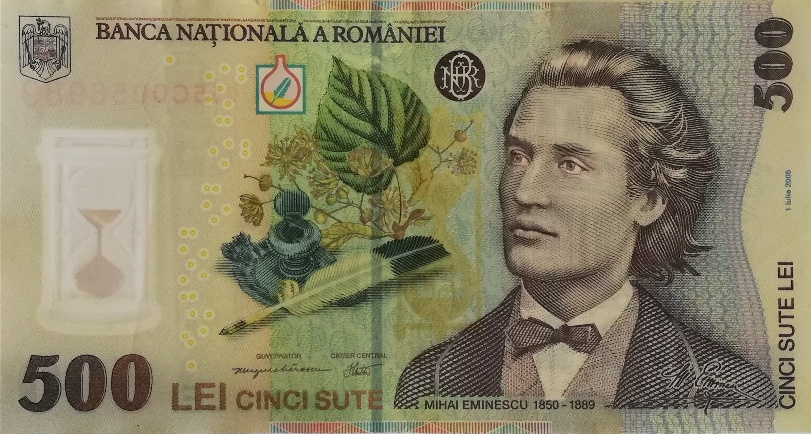 BANCA NAȚIONALĂ A ROMÂNIEI
500
1 iulie 2005
GUVERNATOR
CASIER CENTRAL
500 LEI CINCI SUTE
MIHAI EMINESCU 1850 - 1889
CINCI SUTE LEI